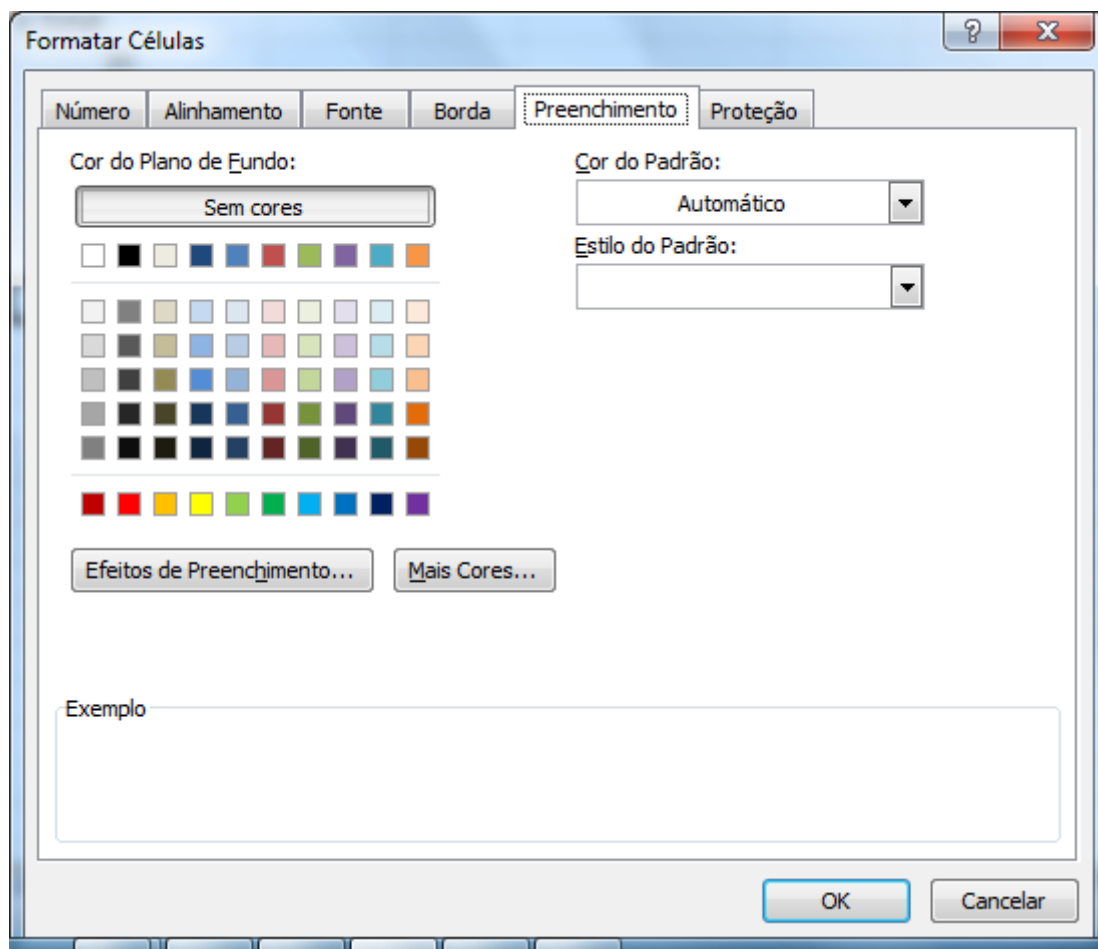 Formatar Células
Número Alinhamento Fonte Borda Preenchimento Proteção
Cor do Plano de Fundo:
Sem cores
Cor do Padrão:
Automático
Estilo do Padrão:
Efeitos de Preenchimento... Mais Cores...
Exemplo
OK Cancelar